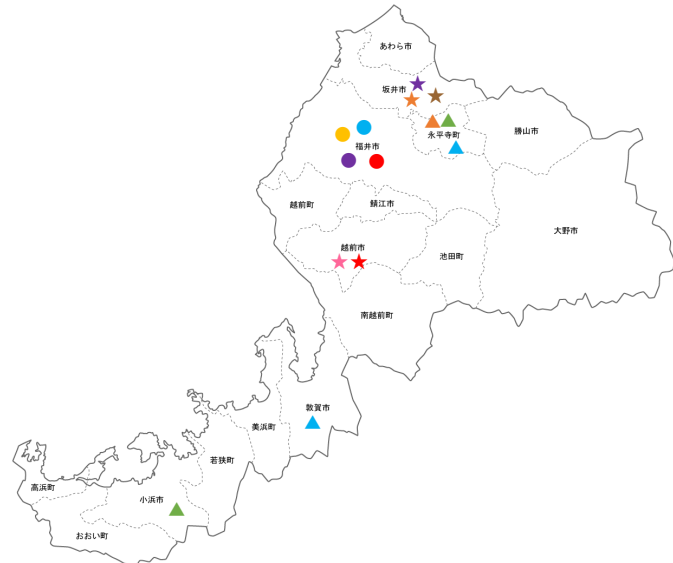 あわら市
坂井市
永平寺町
勝山市
福井市
越前町
鯖江市
大野市
越前市
池田町
南越前町
敦賀市
美浜町
若狭町
高浜町
小浜市
おおい町